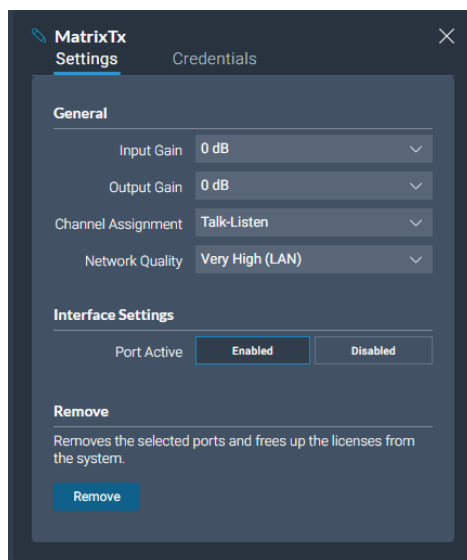 MatrixTx
Settings Credentials
General
Input Gain 0 dB
Output Gain 0 dB
Channel Assignment Talk-Listen
Network Quality Very High (LAN)
Interface Settings
Port Active Enabled Disabled
Remove
Removes the selected ports and frees up the licenses from
the system.
Remove